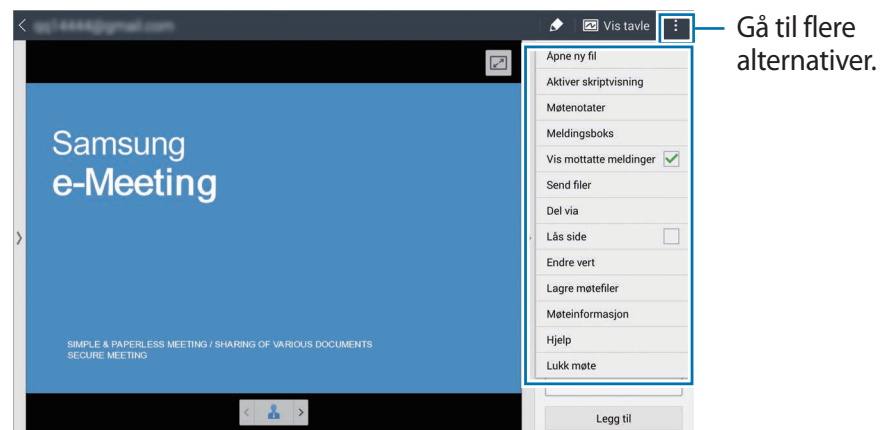 Vis tavle
Gå til flere
alternativer.
Samsung
e-Meeting
SIMPLE & PAPERLESS MEETING / SHARING OF VARIOUS DOCUMENTS
SECURE MEETING
Åpne ny fil
Aktiver skriptvisning
Møtenotater
Meldingsboks
Vis mottatte meldinger
Send filer
Del via
Lås side
Endre vert
Lagre møtefiler
Møteinformasjon
Hjelp
Lukk møte
Legg til